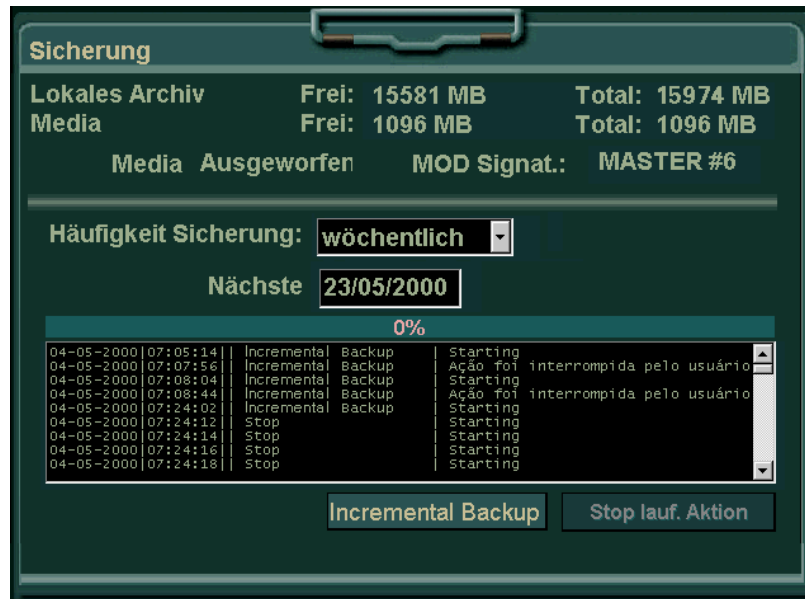 Sicherung
Lokales Archiv Frei: 15581 MB Total: 15974 MB
Media Frei: 1096 MB Total: 1096 MB
Media Ausgeworfen MOD Signat.: MASTER #6
Häufigkeit Sicherung: wöchentlich
Nächste 23/05/2000
0%
04-05-2000|07:05:14|| Incremental Backup | Starting
04-05-2000|07:07:56|| Incremental Backup | Ação foi interrompida pelo usuário
04-05-2000|07:08:04|| Incremental Backup | Starting
04-05-2000|07:08:44|| Incremental Backup | Ação foi interrompida pelo usuário
04-05-2000|07:24:02|| Incremental Backup | Starting
04-05-2000|07:24:12|| Stop | Starting
04-05-2000|07:24:14|| Stop | Starting
04-05-2000|07:24:16|| Stop | Starting
04-05-2000|07:24:18|| Stop | Starting
Incremental Backup Stop lauf. Aktion